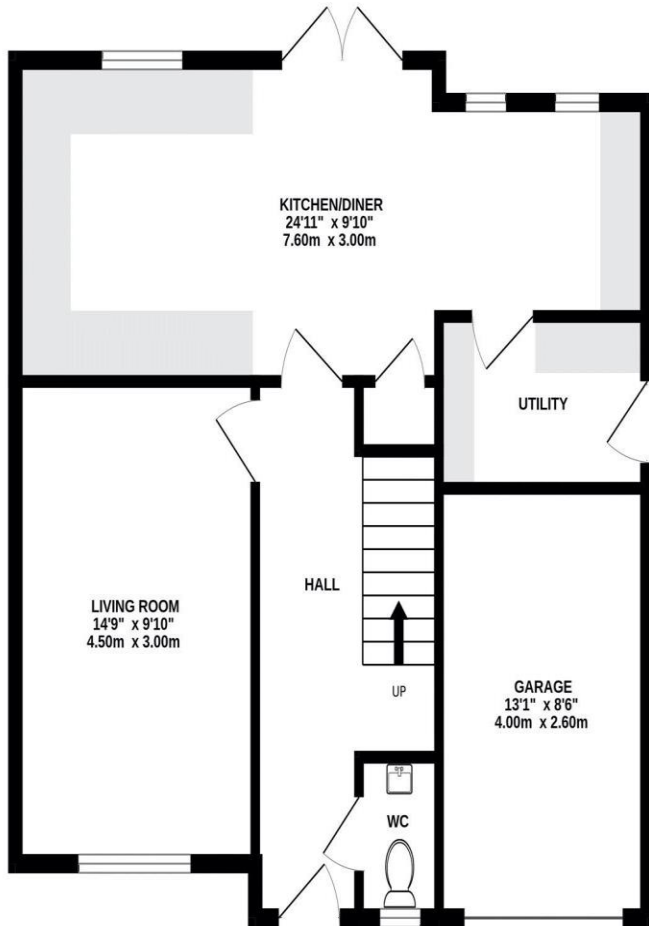 KITCHEN/DINER
24'11" x 9'10"
7.60m x 3.00m
UTILITY
HALL
LIVING ROOM
14'9" x 9'10"
4.50m x 3.00m
UP
GARAGE
13'1" x 8'6"
4.00m x 2.60m
WC